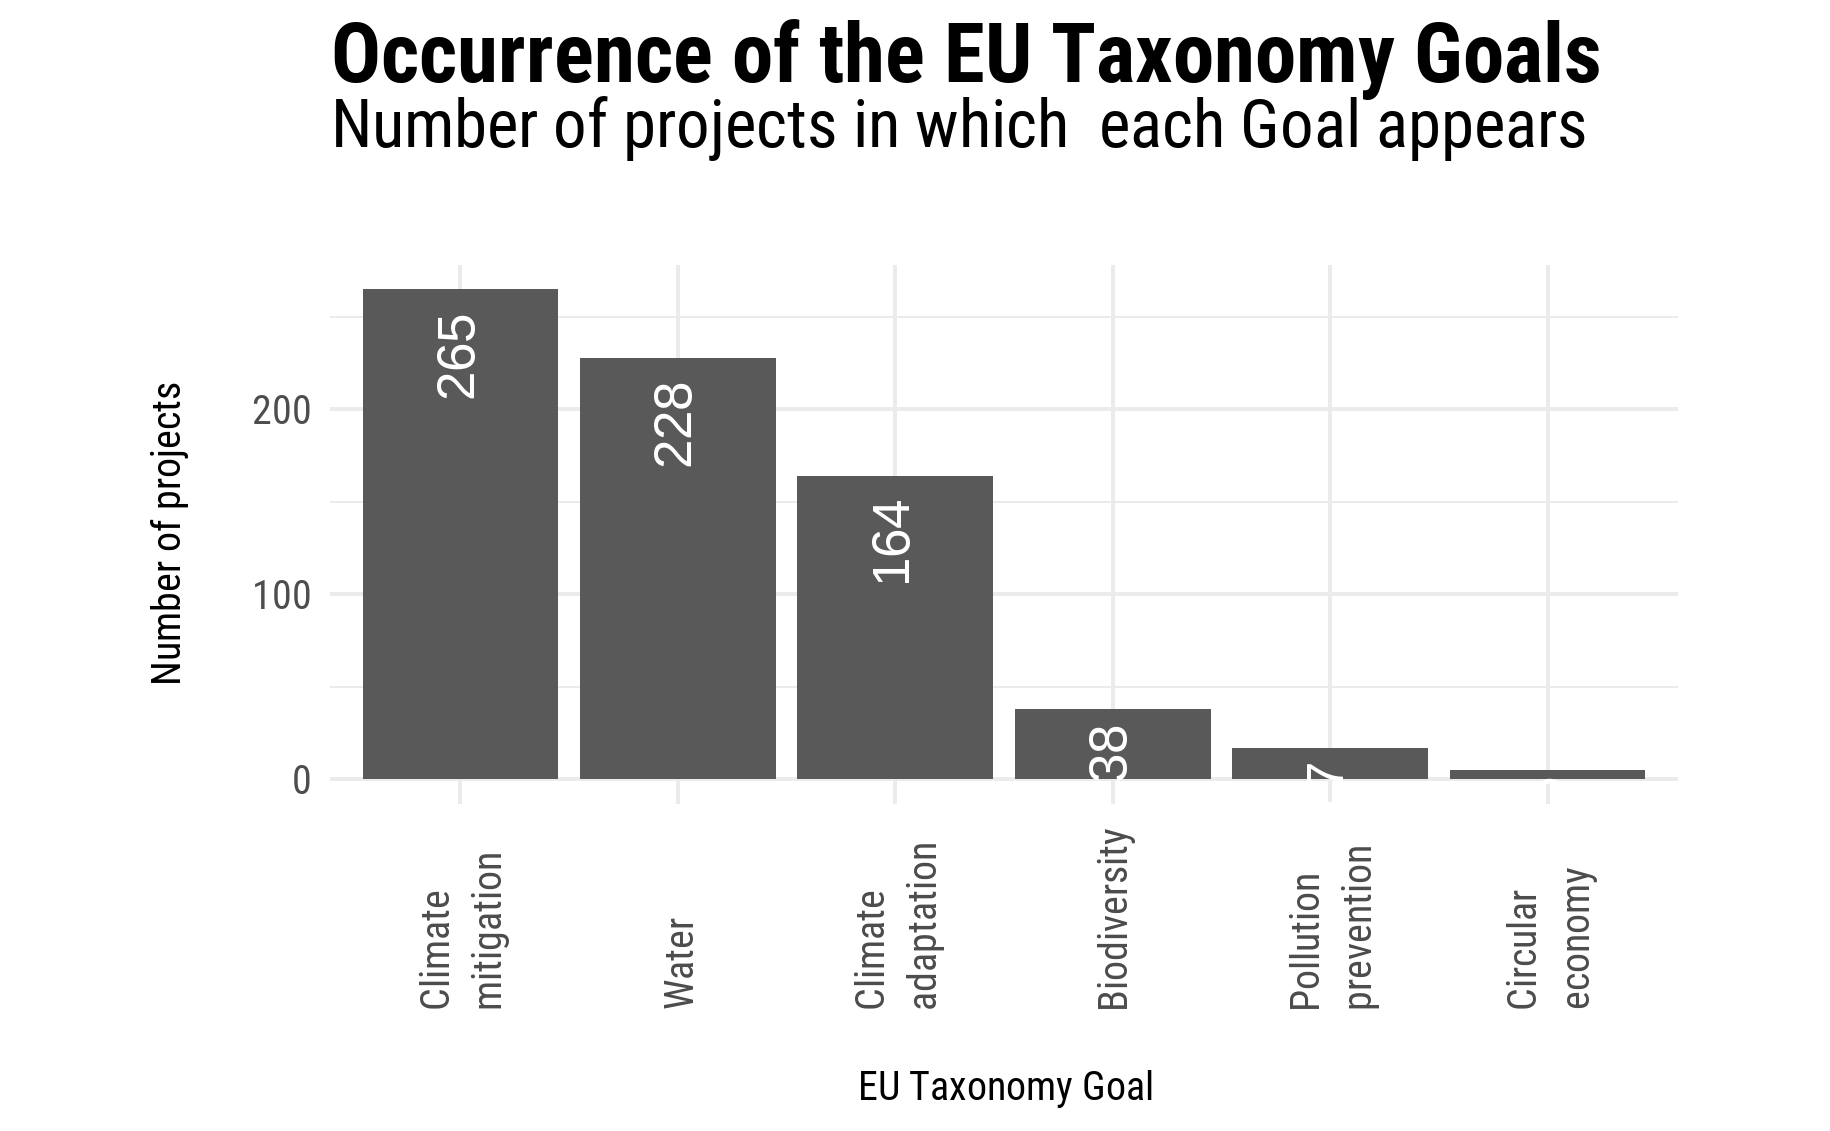 Occurrence of the EU Taxonomy Goals
Number of projects in which  each Goal appears
Number of projects
200
100
0
265
228
164
38
7
Climate
mitigation
Water
Climate
adaptation
Biodiversity
Pollution
prevention
Circular
economy
EU Taxonomy Goal